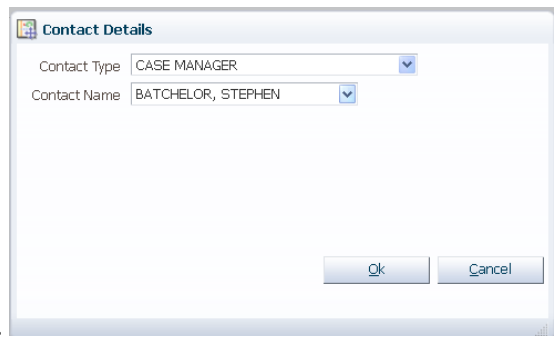 Contact Details
Contact Type CASE MANAGER
Contact Name BATCHELOR, STEPHEN
Ok Cancel